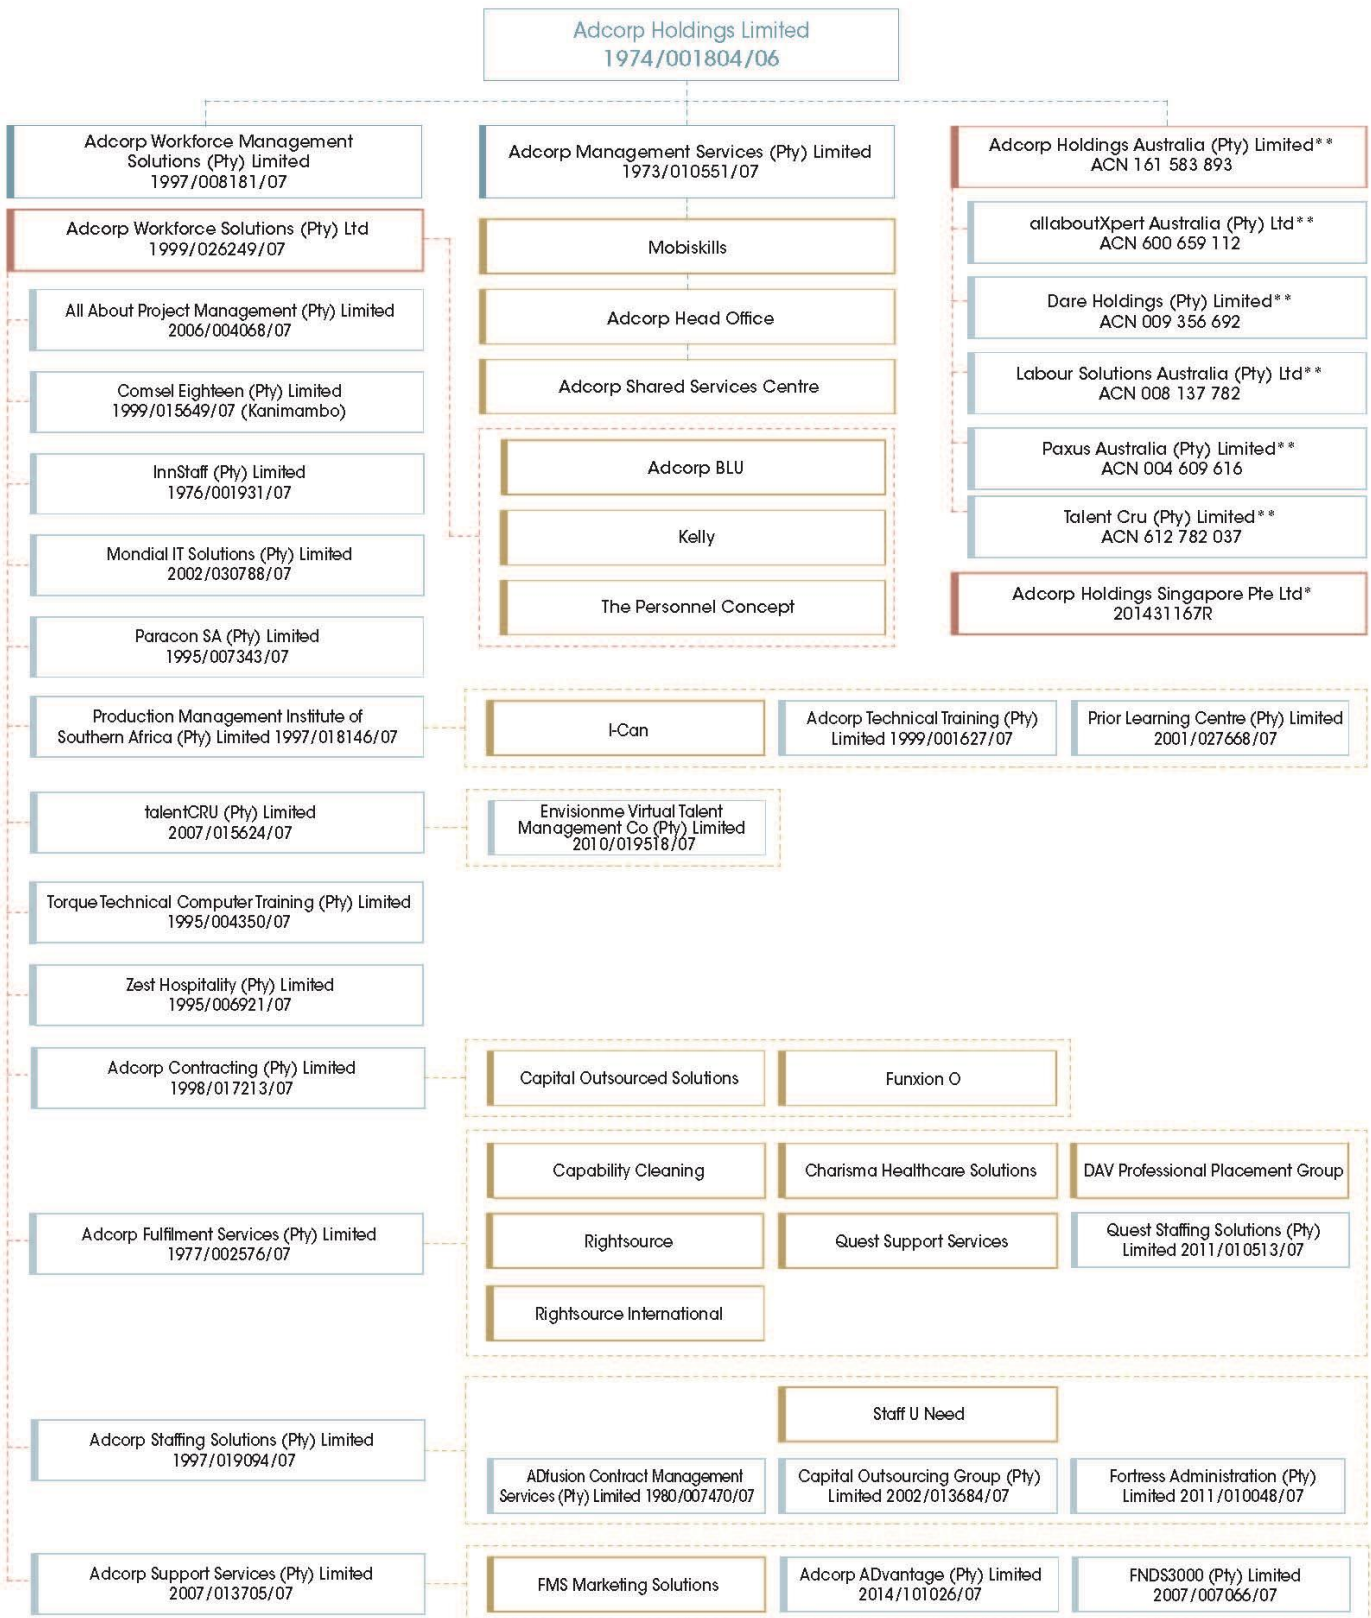 Adcorp Holdings Limited
1974/001804/06
Adcorp Workforce Management
Solutions (Pty) Limited
1997/008181/07
Adcorp Workforce Solutions (Pty) Ltd
1999/026249/07
All About Project Management (Pty) Limited
2006/004068/07
Comsel Eighteen (Pty) Limited
1999/015649/07 (Kanimambo)
InnStaff (Pty) Limited
1976/001931/07
Mondial IT Solutions (Pty) Limited
2002/030788/07
Paracon SA (Pty) Limited
1995/007343/07
Adcorp Management Services (Pty) Limited
1973/010551/07
Mobiskills
Adcorp Head Office
Adcorp Shared Services Centre
Adcorp BLU
Kelly
The Personnel Concept
Adcorp Holdings Australia (Pty) Limited**
ACN 161 583 893
allaboutXpert Australia (Pty) Ltd**
ACN 600 659 112
Dare Holdings (Pty) Limited**
ACN 009 356 692
Labour Solutions Australia (Pty) Ltd**
ACN 008 137 782
Paxus Australia (Pty) Limited**
ACN 004 609 616
Talent Cru (Pty) Limited**
ACN 612 782 037
Adcorp Holdings Singapore Pte Ltd*
201431167R
Production Management Institute of
Southern Africa (Pty) Limited 1997/018146/07
I-Can
Adcorp Technical Training (Pty)
Limited 1999/001627/07
Prior Learning Centre (Pty) Limited
2001/027668/07
talentCRU (Pty) Limited
2007/015624/07
Envisionme Virtual Talent
Management Co (Pty) Limited
2010/019518/07
Torque Technical Computer Training (Pty) Limited
1995/004350/07
Zest Hospitality (Pty) Limited
1995/006921/07
Adcorp Contracting (Pty) Limited
1998/017213/07
Capital Outsourced Solutions
Funxion O
Adcorp Fulfilment Services (Pty) Limited
1977/002576/07
Capability Cleaning
Charisma Healthcare Solutions
DAV Professional Placement Group
Rightsource
Quest Support Services
Quest Staffing Solutions (Pty)
Limited 2011/010513/07
Rightsource International
Adcorp Staffing Solutions (Pty) Limited
1997/019094/07
Staff U Need
ADfusion Contract Management
Services (Pty) Limited 1980/007470/07
Capital Outsourcing Group (Pty)
Limited 2002/013684/07
Fortress Administration (Pty)
Limited 2011/010048/07
Adcorp Support Services (Pty) Limited
2007/013705/07
FMS Marketing Solutions
Adcorp ADvantage (Pty) Limited
2014/101026/07
FNDS3000 (Pty) Limited
2007/007066/07